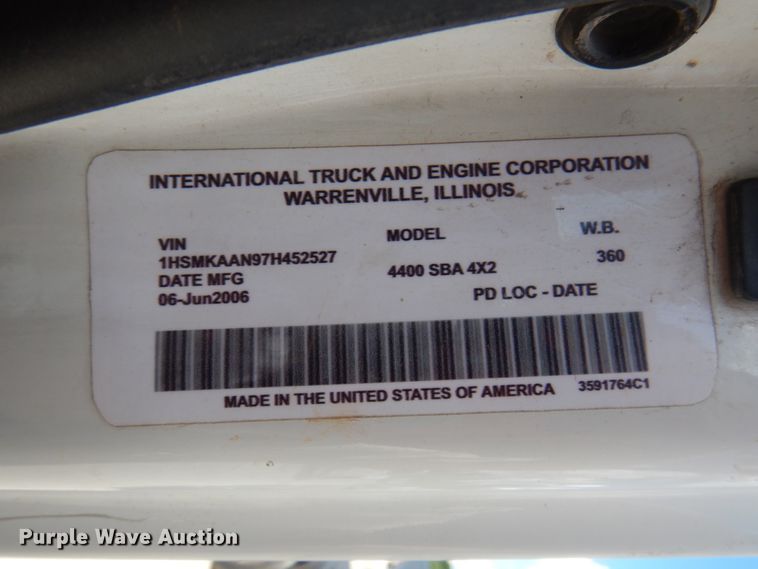 INTERNATIONAL TRUCK AND ENGINE CORPORATION
WARRENVILLE, ILLINOIS
VIN
1HSMKAAN97H452527
DATE MFG
06-Jun2006
MODEL
4400 SBA 4X2
W.B.
360
PD LOC - DATE
MADE IN THE UNITED STATES OF AMERICA 3591764C1
Purple Wave Auction